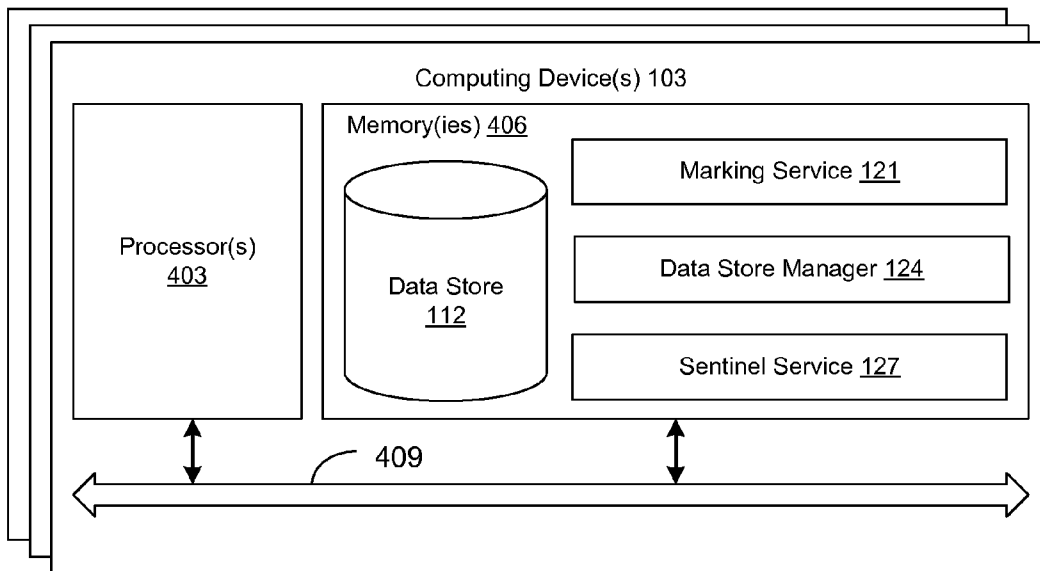 Computing Device(s) 103
Processor(s)
403
Memory(ies) 406
Data Store
112
Marking Service 121
Data Store Manager 124
Sentinel Service 127
409